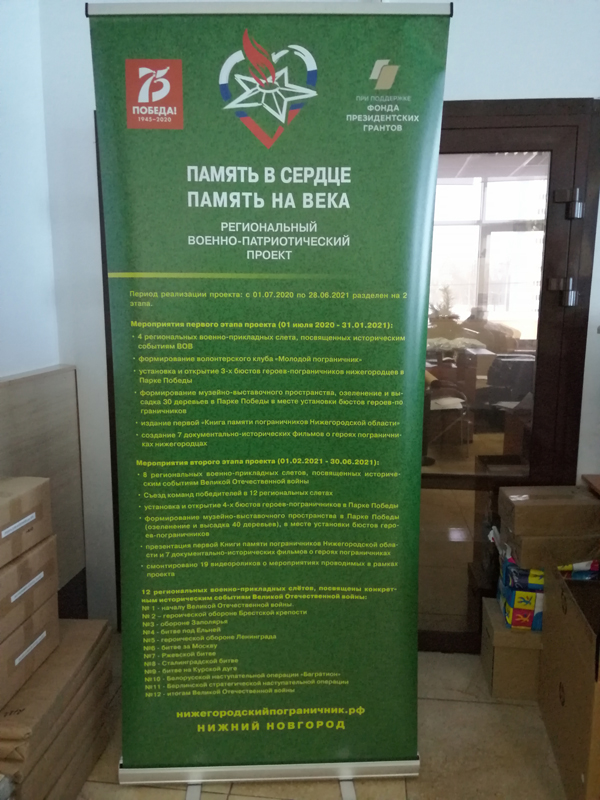 75
ПОБЕДА!
1945-2020
ПРИ ПОДДЕРЖКЕ
ФОНДА
ПРЕЗИДЕНТСКИХ
ГРАНТОВ
ПАМЯТЬ В СЕРДЦЕ
ПАМЯТЬ НА ВЕКА
РЕГИОНАЛЬНЫЙ
ВОЕННО-ПАТРИОТИЧЕСКИЙ
ПРОЕКТ
Период реализации проекта: с 01.07.2020 по 28.06.2021 разделен на 2
этапа.
Мероприятия первого этапа проекта (01 июля 2020 - 31.01.2021):
• 4 региональных военно-прикладных слета, посвященных историческим
событиям ВОВ
• формирование волонтерского клуба «Молодой пограничник»
• установка и открытие 3-х бюстов героев-пограничников нижегородцев в
Парке Победы
• формирование музейно-выставочного пространства, озеленение и вы-
садка 30 деревьев в Парке Победы в месте установки бюстов героев-по
граничников
• издание первой «Книга памяти пограничников Нижегородской области»
• создание 7 документально-исторических фильмов о героях погранични-
ках нижегородцах
Мероприятия второго этапа проекта (01.02.2021 - 30.06.2021):
• 8 региональных военно-прикладных слетов, посвященных историче-
ским событиям Великой Отечественной войны
• Съезд команд победителей в 12 региональных слетах
• установка и открытие 4-х бюстов героев-пограничников в Парке Победы
• формирование музейно-выставочного пространства в Парке Победы
(озеленение и высадка 40 деревьев), в месте установки бюстов геро-
ев-пограничников
• презентация первой Книги памяти пограничников Нижегородской обла-
сти и 7 документально-исторических фильмов о героях пограничниках
• смонтировано 19 видеороликов о мероприятиях проводимых в рамках
проекта
12 региональных военно-прикладных слётов, посвящены конкрет-
ным историческим событиям Великой Отечественной войны:
№ 1 - началу Великой Отечественной войны
№ 2 – героической обороне Брестской крепости
№3 - обороне Заполярья
№4 - битве под Ельней
№5 - героической обороне Ленинграда
№6 - битве за Москву
№7 - Ржевской битве
№8 - Сталинградской битве
№9 - битве на Курской дуге
№10 - Белорусской наступательной операции «Багратион»
№11 - Берлинской стратегической наступательной операции
№12 - итогам Великой Отечественной войны
нижегородскийпограничник.рф
НИЖНИЙ НОВГОРОД